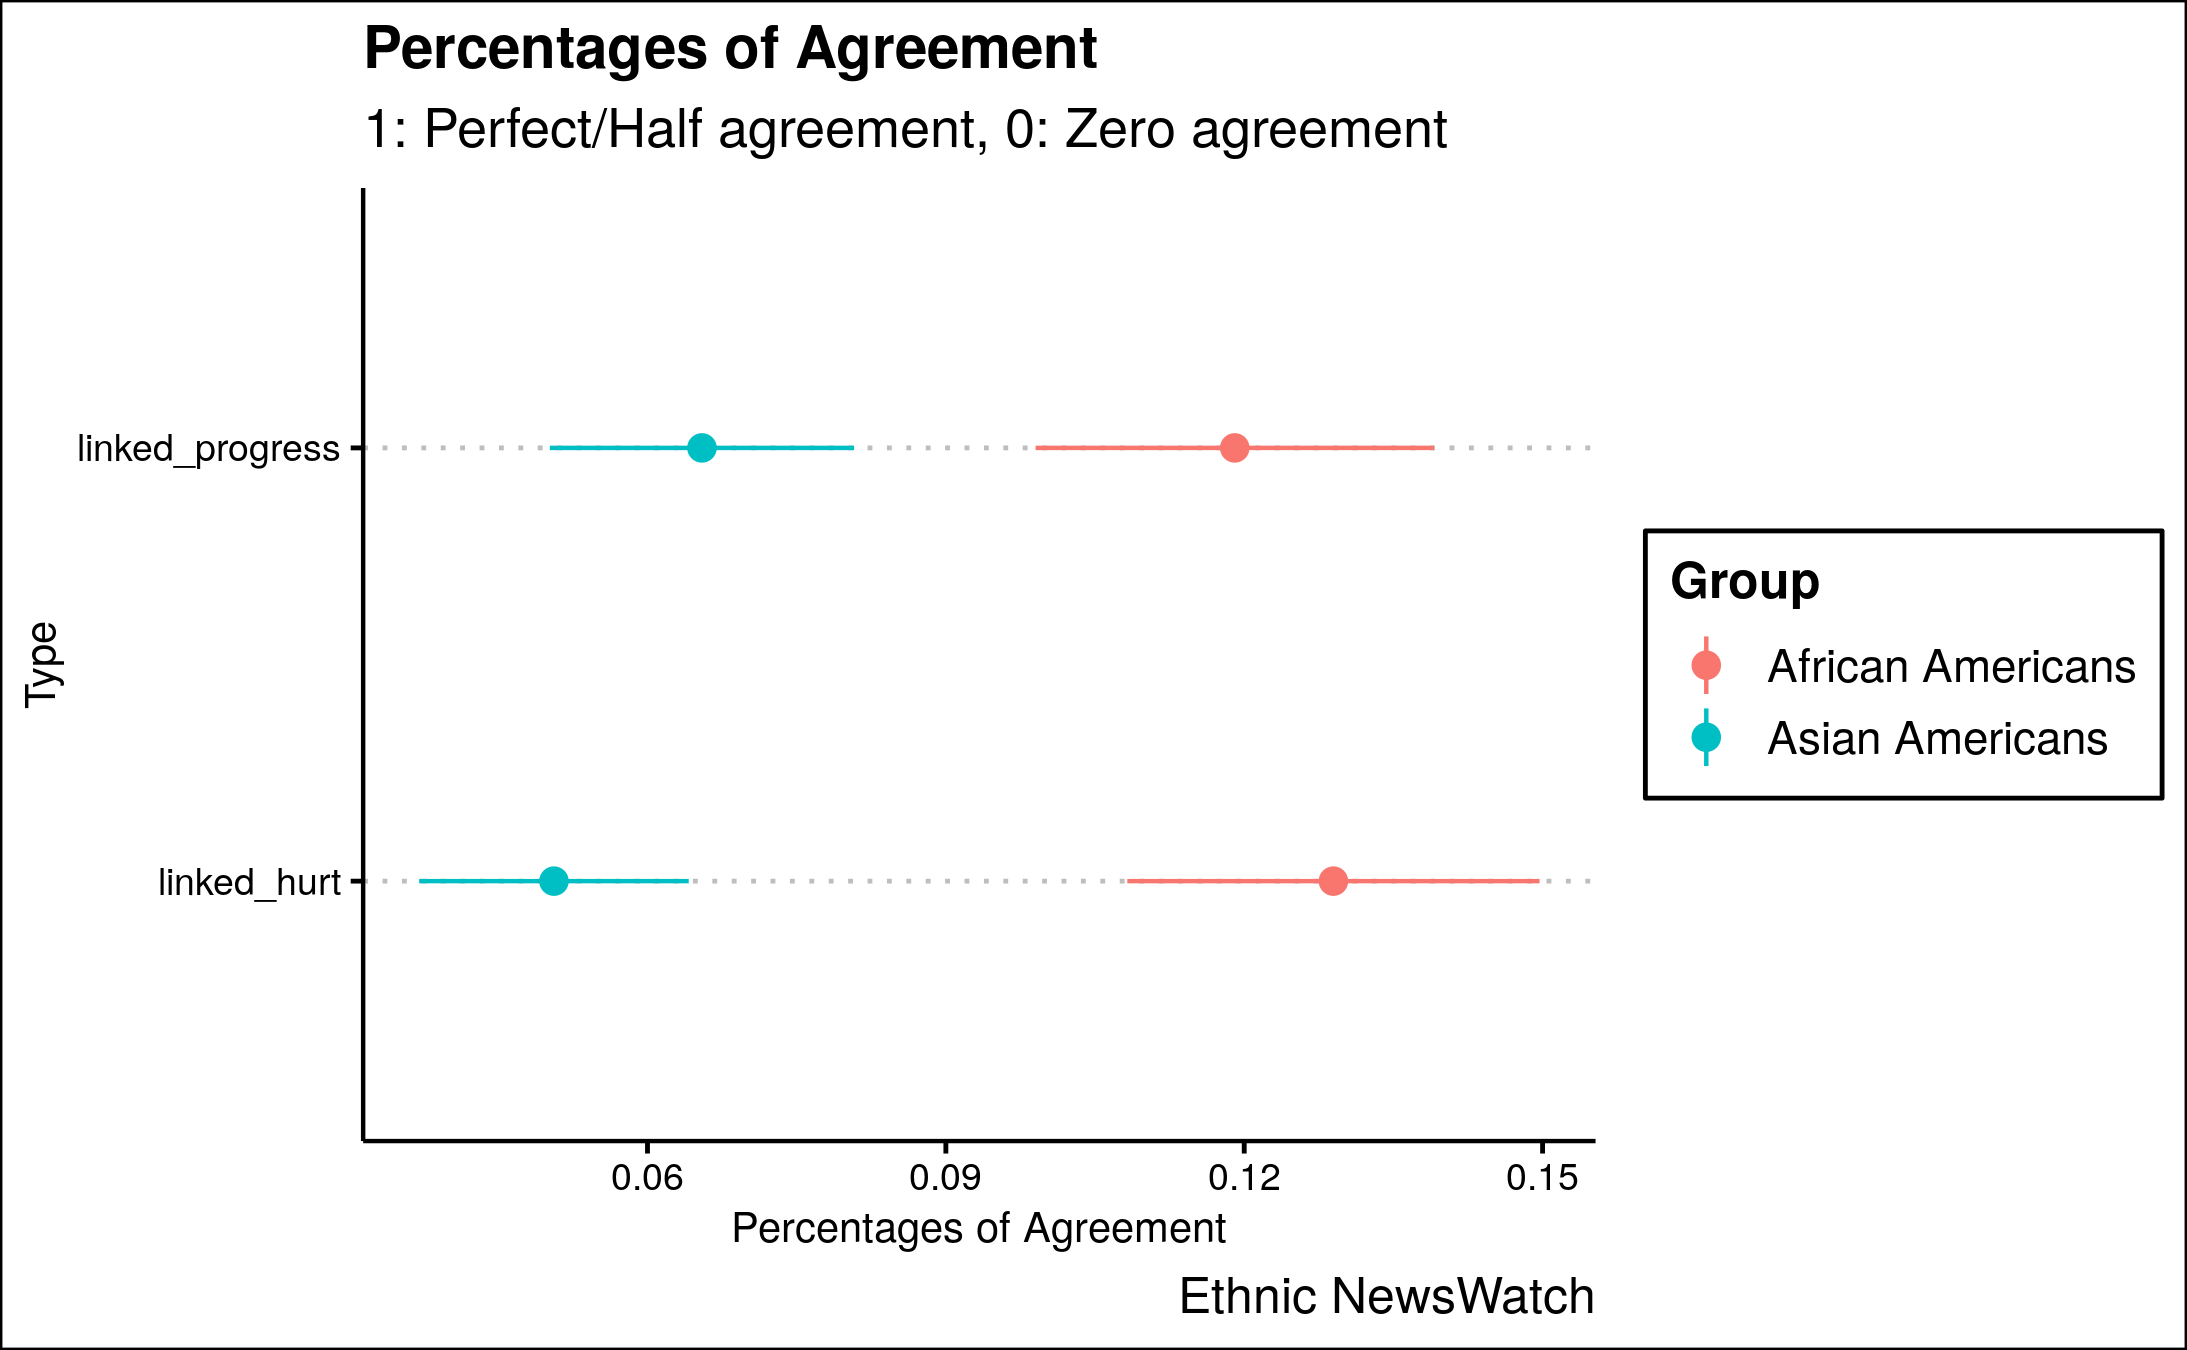 Percentages of Agreement
1: Perfect/Half agreement, 0: Zero agreement
Type
linked_progress
linked_hurt
0.06 0.09 0.12 0.15
Percentages of Agreement
Group
African Americans
Asian Americans
Ethnic NewsWatch